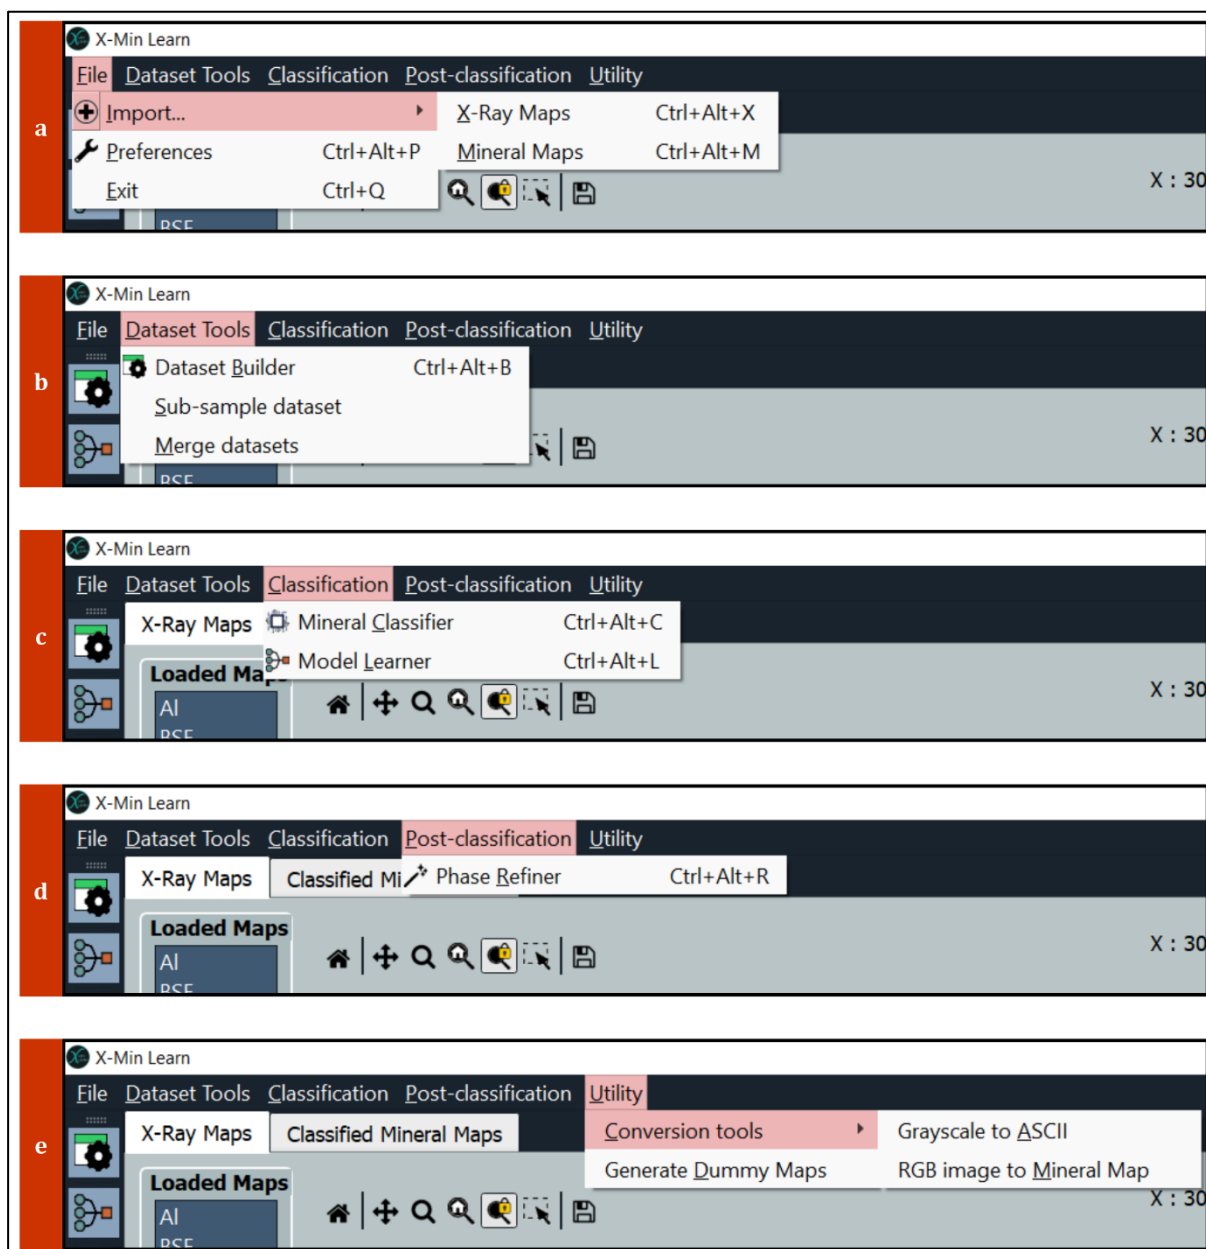 a
X-Min Learn
File Dataset Tools Classification Post-classification Utility
Import... X-Ray Maps Ctrl+Alt+X
Preferences Ctrl+Alt+P Mineral Maps Ctrl+Alt+M
Exit Ctrl+Q X : 30
BSE
b
X-Min Learn
File Dataset Tools Classification Post-classification Utility
Dataset Builder Ctrl+Alt+B
Sub-sample dataset
Merge datasets X : 30
BSE
c
X-Min Learn
File Dataset Tools Classification Post-classification Utility
X-Ray Maps Mineral Classifier Ctrl+Alt+C
Loaded Maps Model Learner Ctrl+Alt+L
Al X : 30
BSE
d
X-Min Learn
File Dataset Tools Classification Post-classification Utility
X-Ray Maps Classified Mi Phase Refiner Ctrl+Alt+R
Loaded Maps
Al X : 30
BSE
e
X-Min Learn
File Dataset Tools Classification Post-classification Utility
X-Ray Maps Classified Mineral Maps Conversion tools Grayscale to ASCII
Generate Dummy Maps RGB image to Mineral Map
Loaded Maps X : 30
Al
BSE